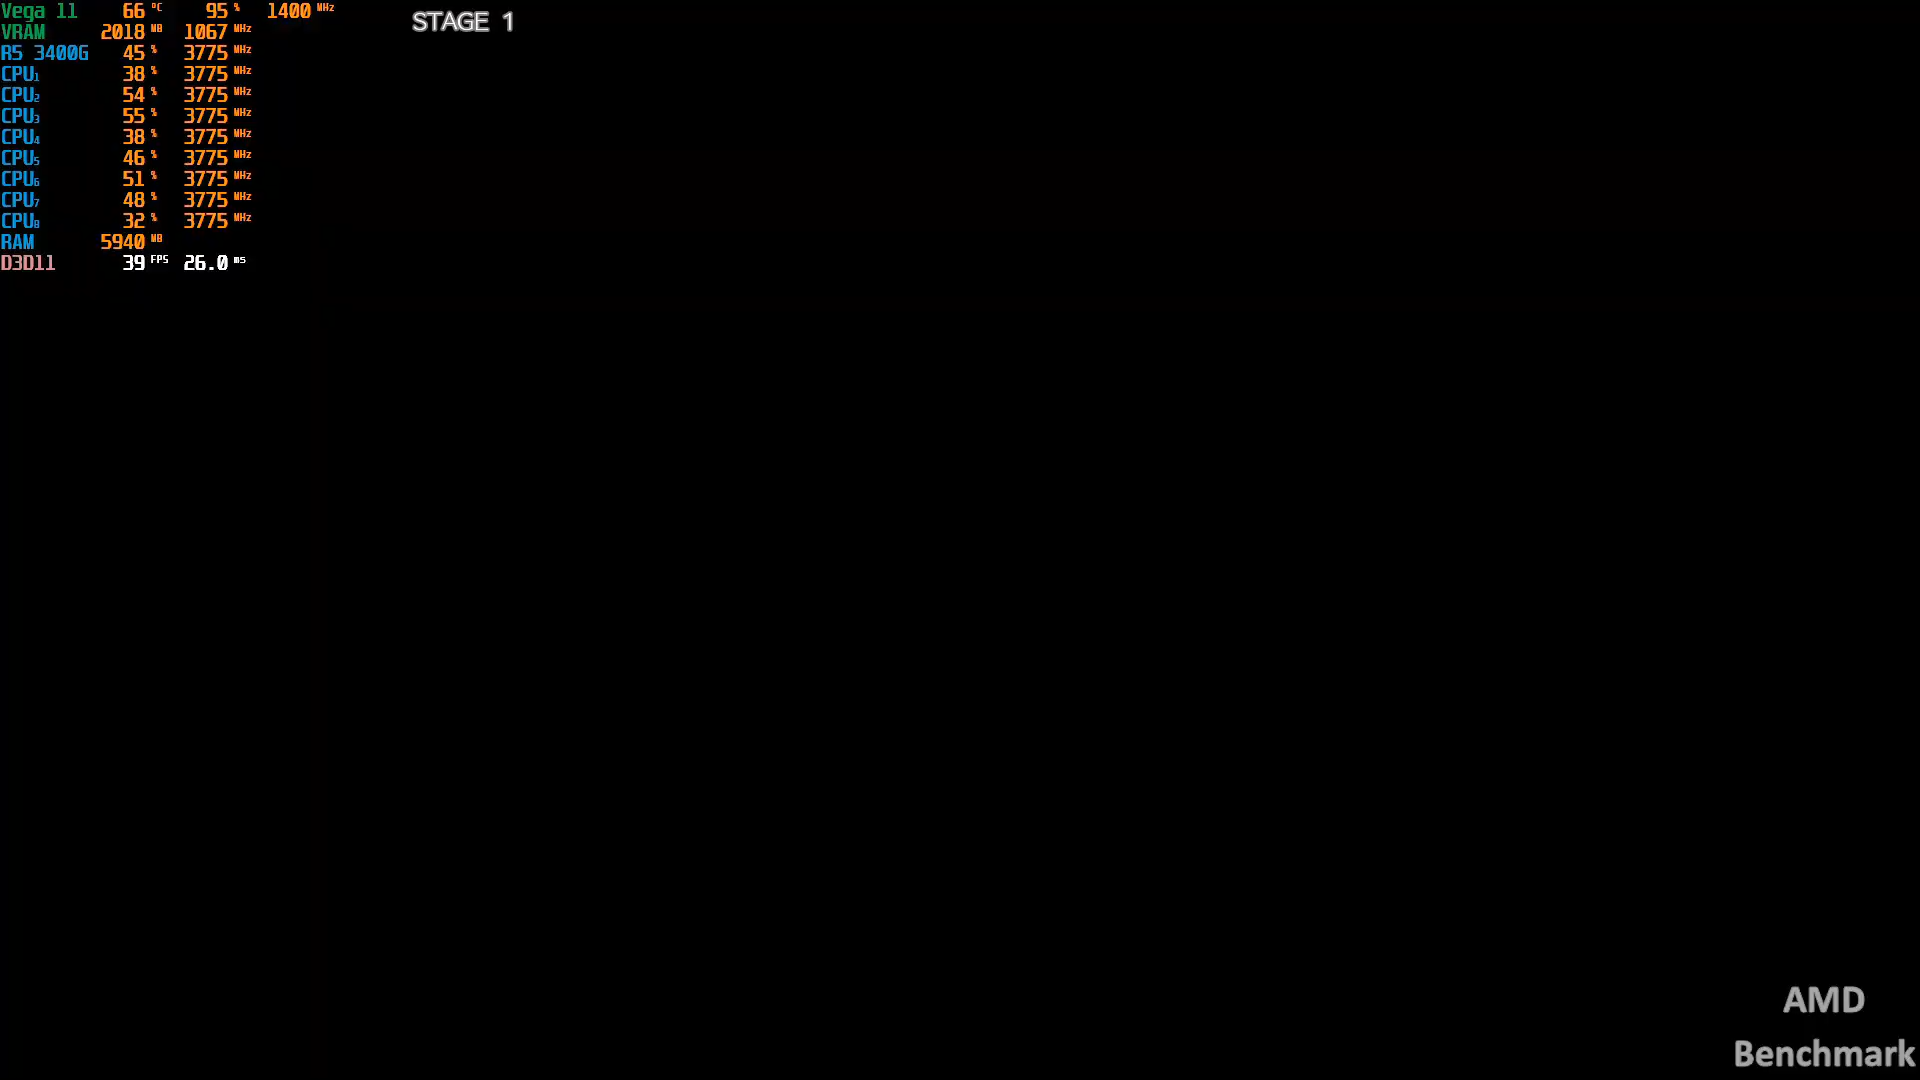 Vega 11 66 °C 95 % 1400 MHz
VRAM 2018 MB 1067 MHz
R5 3400G 45 % 3775 MHz
CPU1 38 % 3775 MHz
CPU2 54 % 3775 MHz
CPU3 55 % 3775 MHz
CPU4 38 % 3775 MHz
CPU5 46 % 3775 MHz
CPU6 51 % 3775 MHz
CPU7 48 % 3775 MHz
CPU8 32 % 3775 MHz
RAM 5940 MB
D3D11 39 FPS 26.0 ms
STAGE 1
AMD
Benchmark